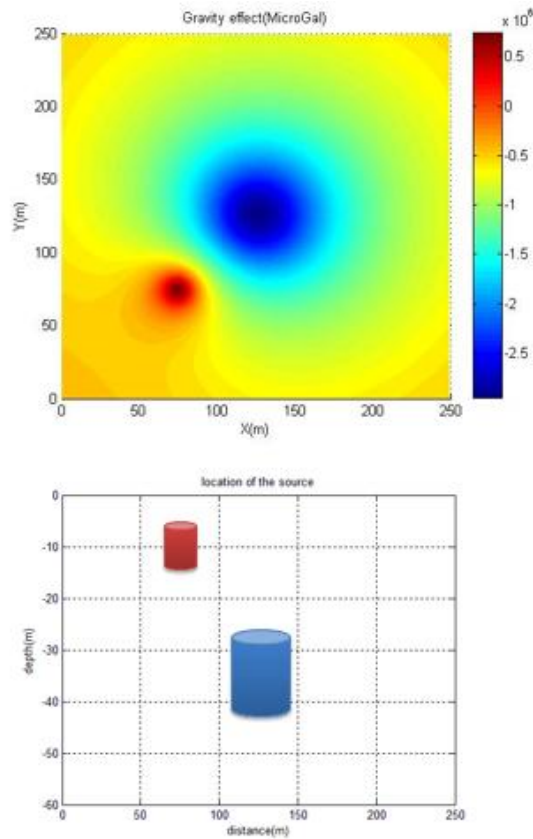 Gravity effect(MicroGal)
x 10⁶
250
200
150
100
50
0
Y(m)
0 50 100 150 200 250
X(m)
0.5
0
-0.5
-1
-1.5
-2
-2.5
location of the source
0
-10
-20
-30
-40
-50
-60
depth(m)
0 50 100 150 200 250
distance(m)